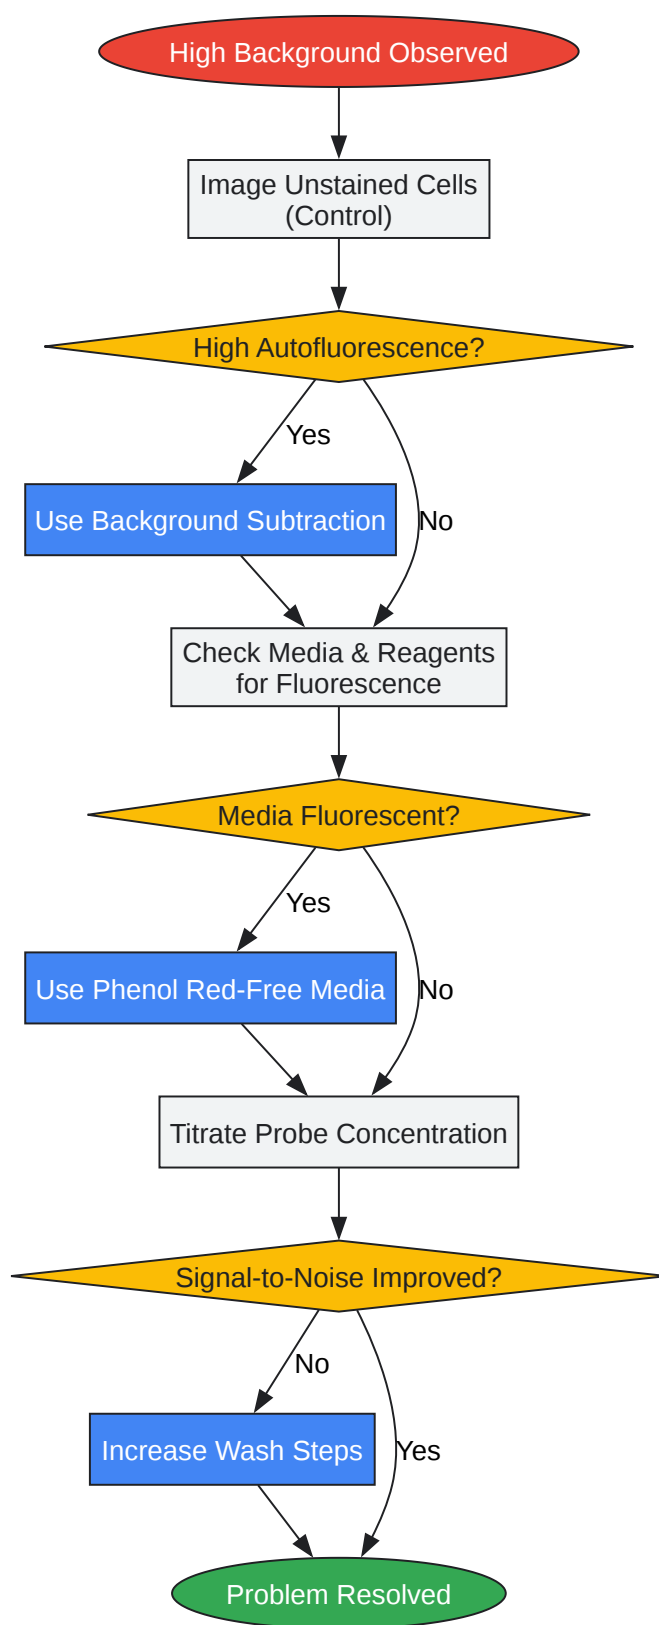 High Background Observed
Image Unstained Cells
(Control)
High Autofluorescence?
Yes
Use Background Subtraction
No
Check Media & Reagents
for Fluorescence
Media Fluorescent?
Yes
Use Phenol Red-Free Media
No
Titrate Probe Concentration
Signal-to-Noise Improved?
No
Increase Wash Steps
Yes
Problem Resolved